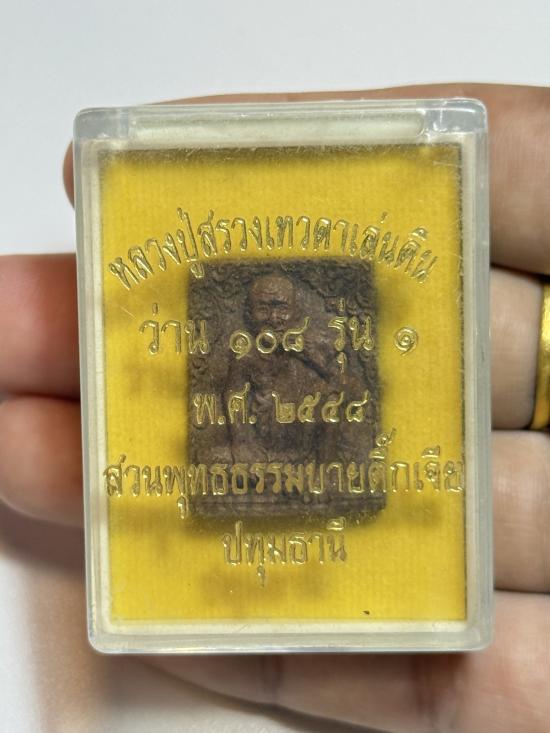 หลวงปู่สรวงเทวดาเล่นดิน
ว่าน ๑๐๘ รุ่น ๑
พ.ศ. ๒๕๔๘
สวนพุทธธรรมบายตึ๊กเจีย
ปทุมธานี